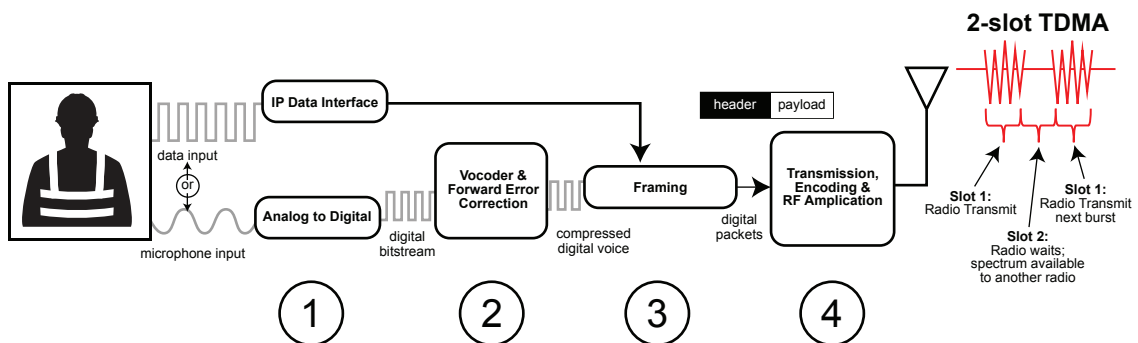 2-slot TDMA
IP Data Interface
header
payload
data input
or
Vocoder &
Forward Error
Correction
Framing
Transmission,
Encoding &
RF Amplication
Analog to Digital
microphone input
digital
bitstream
compressed
digital voice
digital
packets
Slot 1:
Radio Transmit
Slot 2:
Radio waits;
spectrum available
to another radio
Slot 1:
Radio Transmit
next burst
1
2
3
4